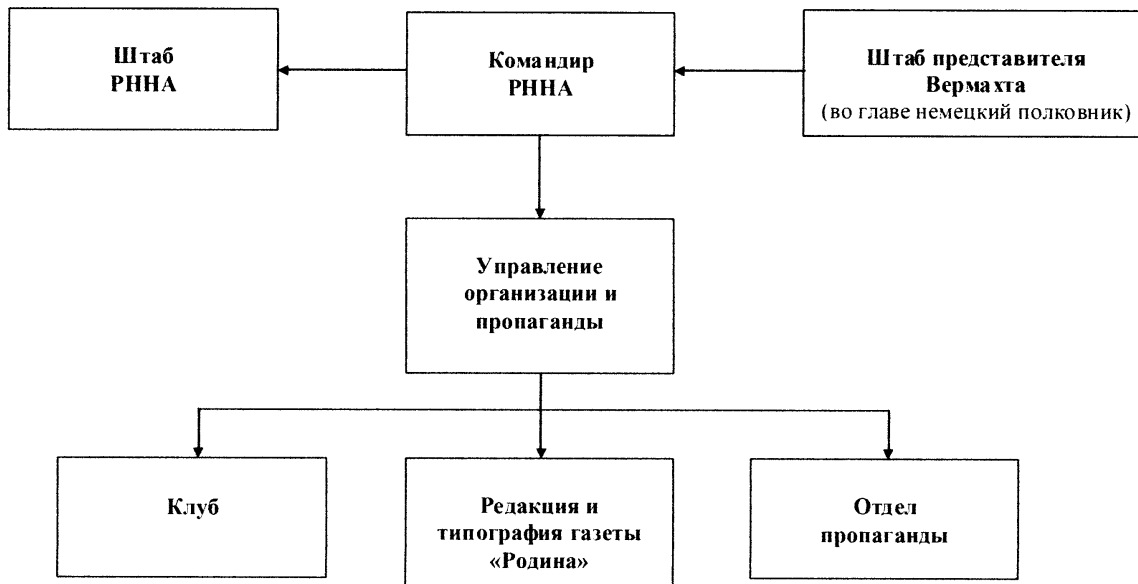 Штаб
РННА
Командир
РННА
Штаб представителя
Вермахта
(во главе немецкий полковник)
Управление
организации и
пропаганды
Клуб
Редакция и
типография газеты
«Родина»
Отдел
пропаганды